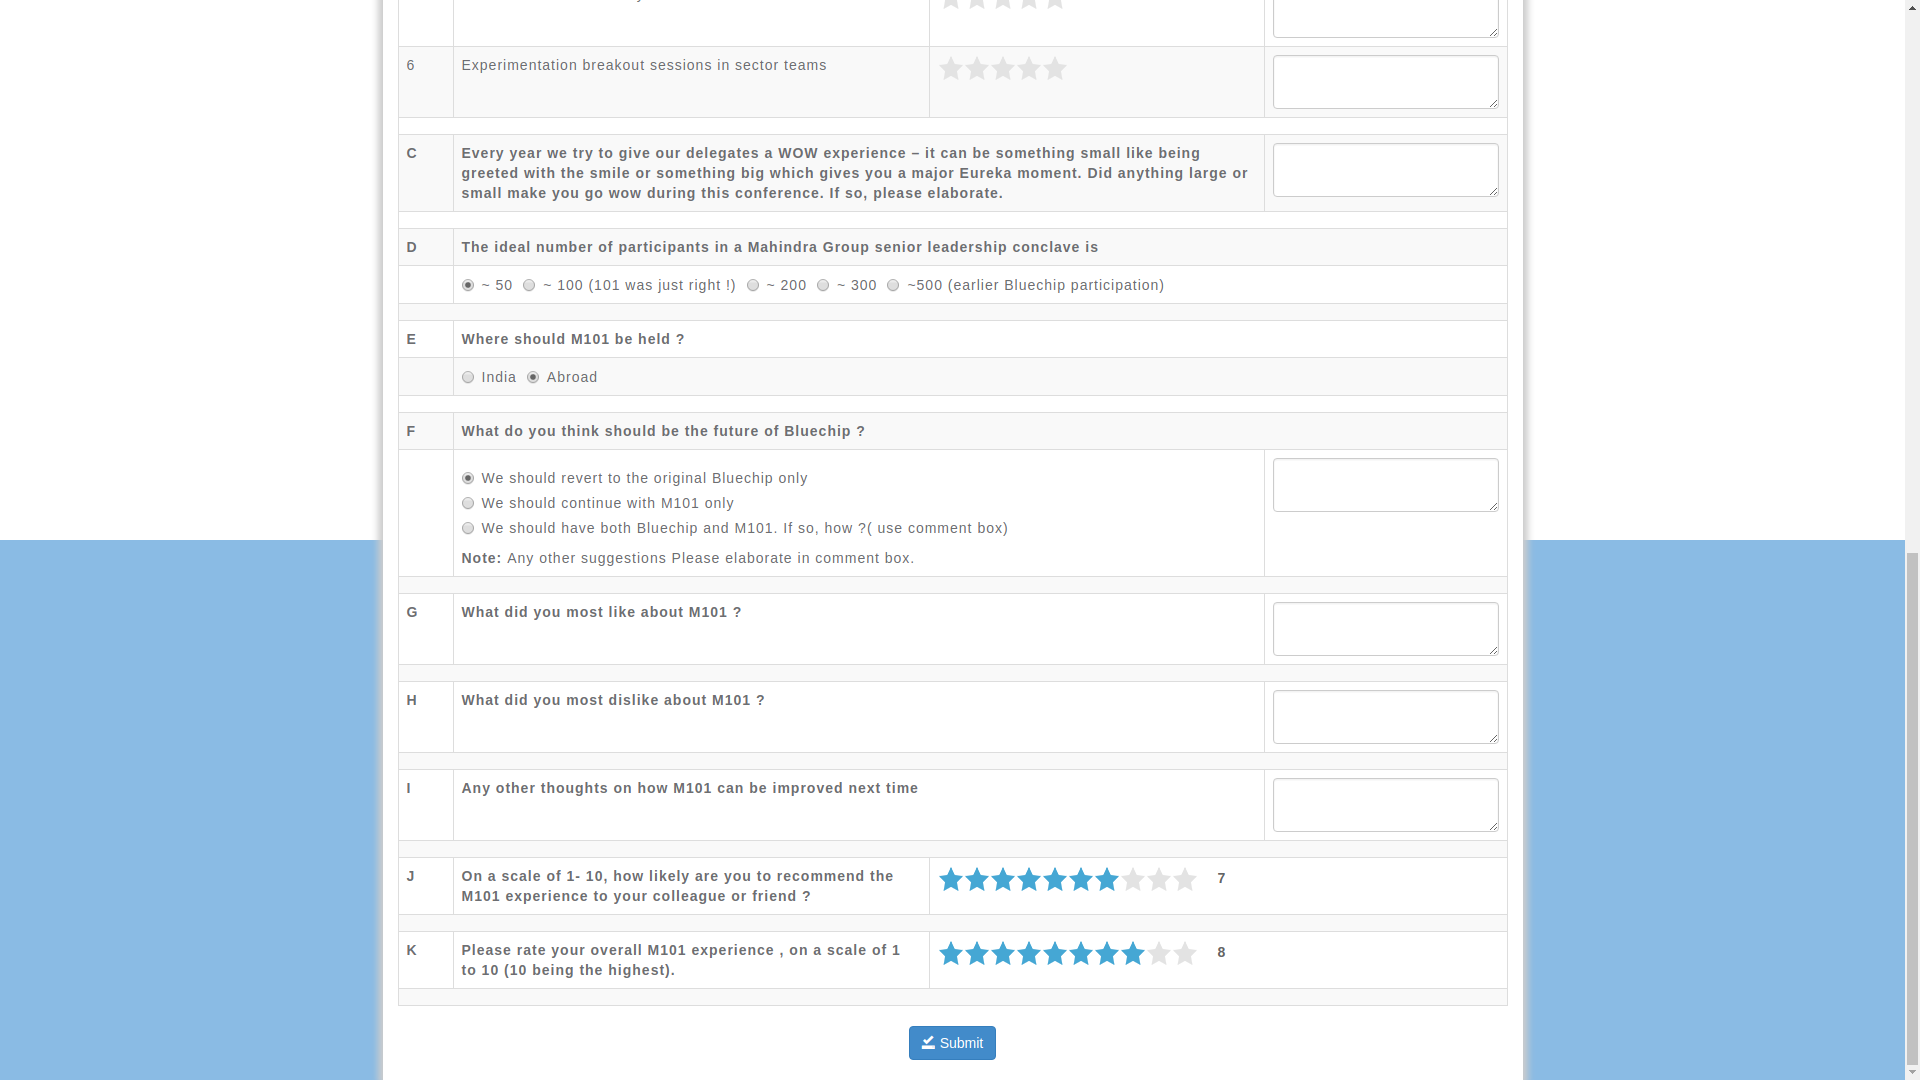 6 Experimentation breakout sessions in sector teams
C Every year we try to give our delegates a WOW experience – it can be something small like being
greeted with the smile or something big which gives you a major Eureka moment. Did anything large or
small make you go wow during this conference. If so, please elaborate.
D The ideal number of participants in a Mahindra Group senior leadership conclave is
~ 50 ~ 100 (101 was just right !) ~ 200 ~ 300 ~500 (earlier Bluechip participation)
E Where should M101 be held ?
India Abroad
F What do you think should be the future of Bluechip ?
We should revert to the original Bluechip only
We should continue with M101 only
We should have both Bluechip and M101. If so, how ?( use comment box)
Note: Any other suggestions Please elaborate in comment box.
G What did you most like about M101 ?
H What did you most dislike about M101 ?
I Any other thoughts on how M101 can be improved next time
J On a scale of 1- 10, how likely are you to recommend the 7
M101 experience to your colleague or friend ?
K Please rate your overall M101 experience , on a scale of 1 8
to 10 (10 being the highest).
Submit